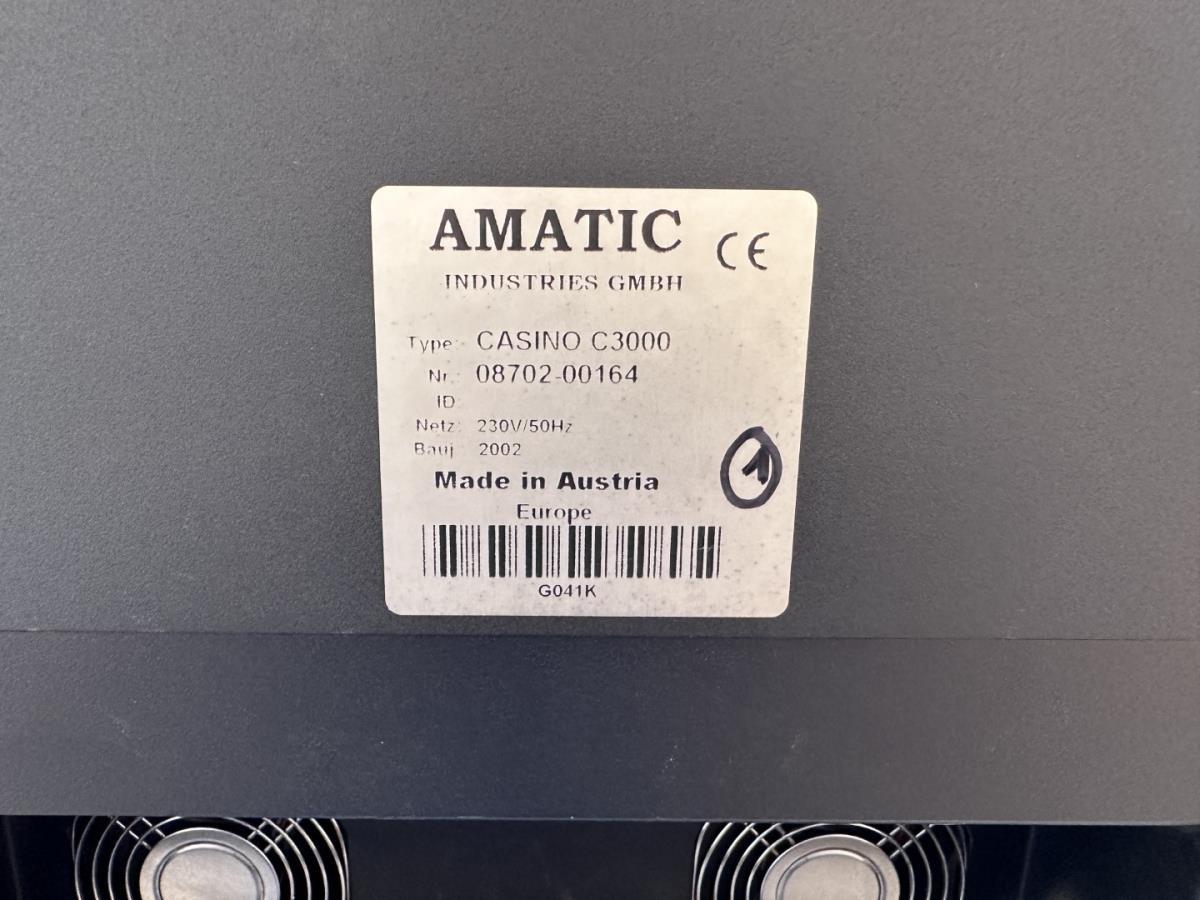 AMATIC CE
INDUSTRIES GMBH
Type: CASINO C3000
Nr.: 08702-00164
ID:
Netz: 230V/50Hz
Bauj 2002
1
Made in Austria
Europe
G041K